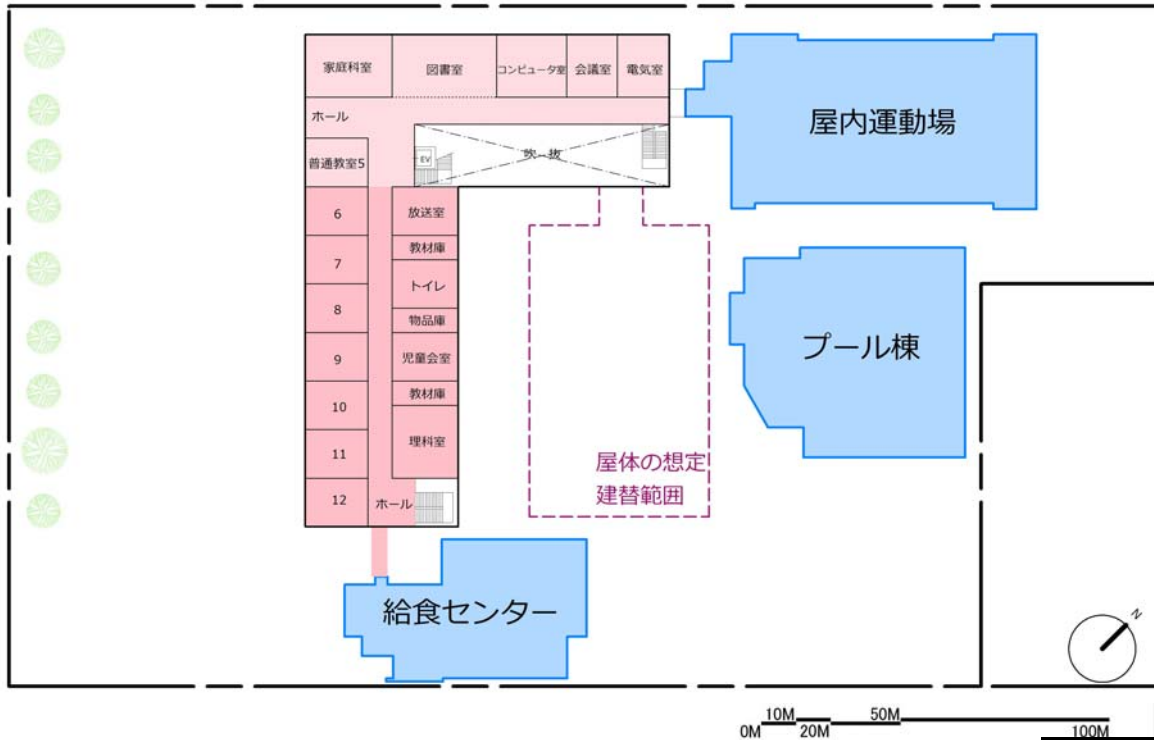 家庭科室
図書室
コンピュータ室
会議室
電気室
ホール
屋内運動場
普通教室5
EV
吹 抜
6
放送室
7
教材庫
トイレ
8
物品庫
9
児童会室
プール棟
10
教材庫
11
理科室
屋体の想定
建替範囲
12
ホール
給食センター
N
0M
10M
20M
50M
100M